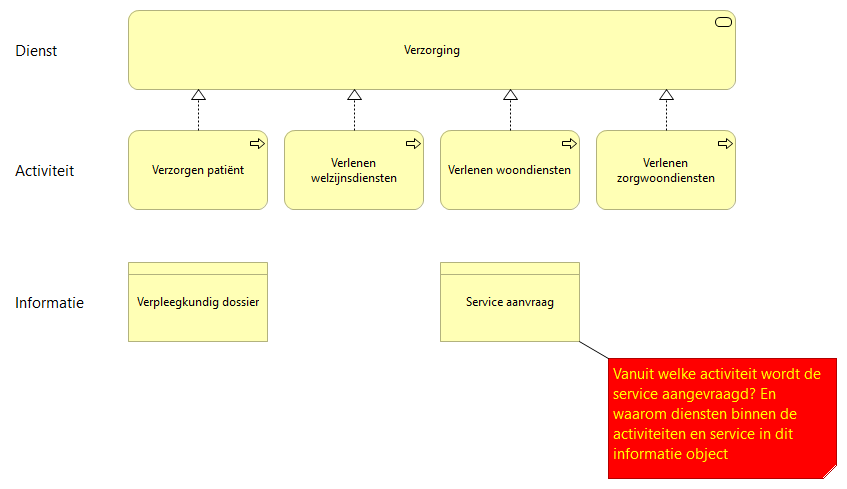 Dienst
Verzorging
Activiteit
Verzorgen patiënt
Verlenen
welzijnsdiensten
Verlenen woondiensten
Verlenen
zorgwoondiensten
Informatie
Verpleegkundig dossier
Service aanvraag
Vanuit welke activiteit wordt de
service aangevraagd? En
waarom diensten binnen de
activiteiten en service in dit
informatie object